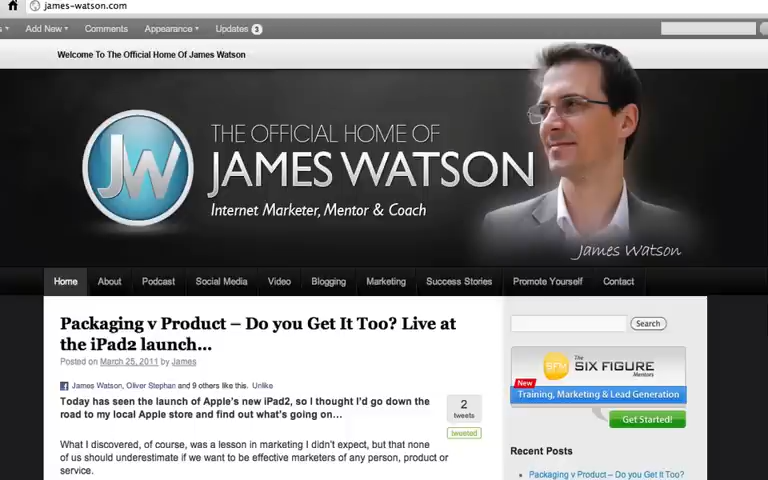 james-watson.com
Add New Comments Appearance Updates 3
Welcome To The Official Home Of James Watson
JW
THE OFFICIAL HOME OF
JAMES WATSON
Internet Marketer, Mentor & Coach
James Watson
Home About Podcast Social Media Video Blogging Marketing Success Stories Promote Yourself Contact
Packaging v Product – Do you Get It Too? Live at
the iPad2 launch...
Posted on March 25, 2011 by James
James Watson, Oliver Stephan and 9 others like this. Unlike
Today has seen the launch of Apple's new iPad2, so I thought I'd go down the
road to my local Apple store and find out what's going on…
2
tweets
tweeted
What I discovered, of course, was a lesson in marketing I didn't expect, but that none
of us should underestimate if we want to be effective marketers of any person, product or
service.
Search
SFM The
SIX FIGURE
Mentors
New
Training, Marketing & Lead Generation
Get Started!
Recent Posts
Packaging v Product – Do you Get It Too?